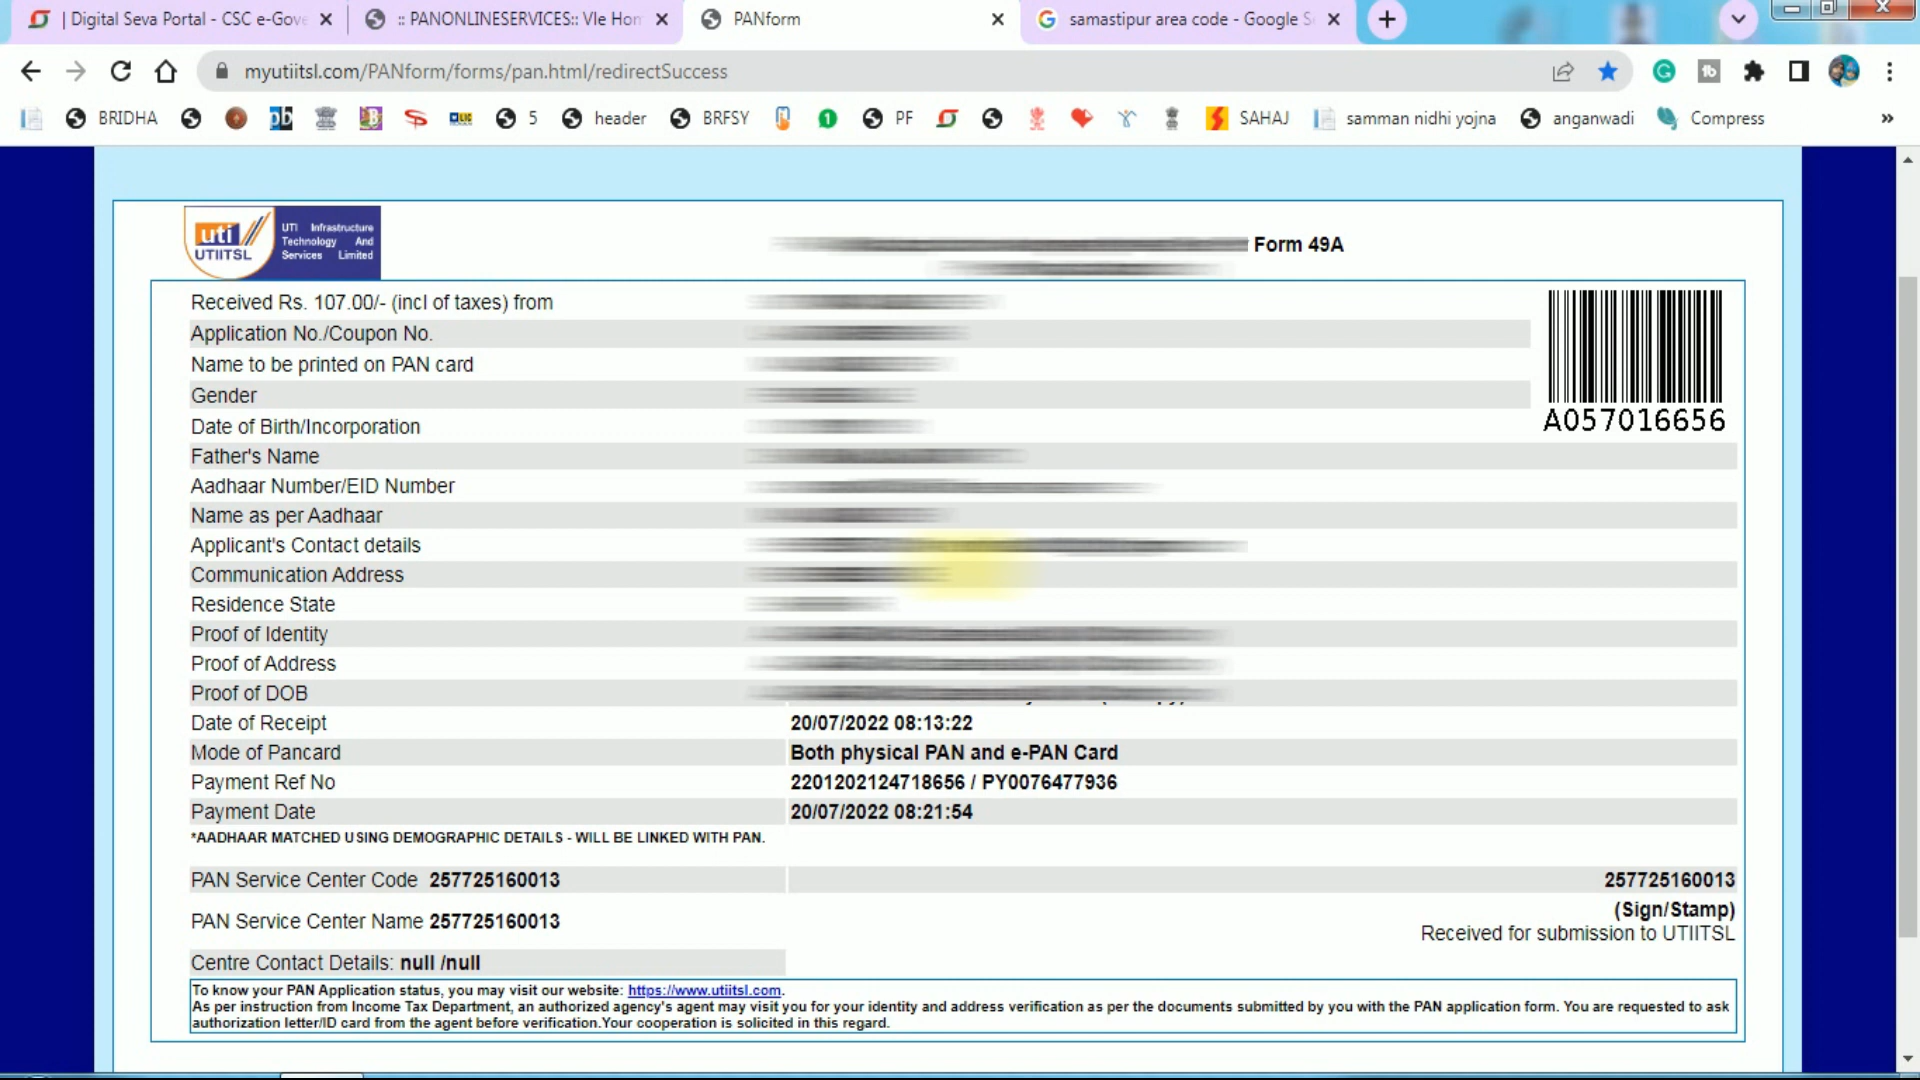 | Digital Seva Portal - CSC e-Gove
:: PANONLINESERVICES:: Vle Hom
PANform
samastipur area code - Google Se
myutiitsl.com/PANform/forms/pan.html/redirectSuccess
BRIDHA
5
header
BRFSY
PF
SAHAJ
samman nidhi yojna
anganwadi
Compress
»
uti
UTIITSL
UTI Infrastructure
Technology And
Services Limited
Form 49A
Received Rs. 107.00/- (incl of taxes) from
Application No./Coupon No.
Name to be printed on PAN card
Gender
Date of Birth/Incorporation
A057016656
Father's Name
Aadhaar Number/EID Number
Name as per Aadhaar
Applicant's Contact details
Communication Address
Residence State
Proof of Identity
Proof of Address
Proof of DOB
Date of Receipt 20/07/2022 08:13:22
Mode of Pancard Both physical PAN and e-PAN Card
Payment Ref No 2201202124718656 / PY0076477936
Payment Date 20/07/2022 08:21:54
*AADHAAR MATCHED USING DEMOGRAPHIC DETAILS - WILL BE LINKED WITH PAN.
PAN Service Center Code 257725160013 257725160013
(Sign/Stamp)
PAN Service Center Name 257725160013
Received for submission to UTIITSL
Centre Contact Details: null /null
To know your PAN Application status, you may visit our website: https://www.utiitsl.com.
As per instruction from Income Tax Department, an authorized agency's agent may visit you for your identity and address verification as per the documents submitted by you with the PAN application form. You are requested to ask
authorization letter/ID card from the agent before verification.Your cooperation is solicited in this regard.